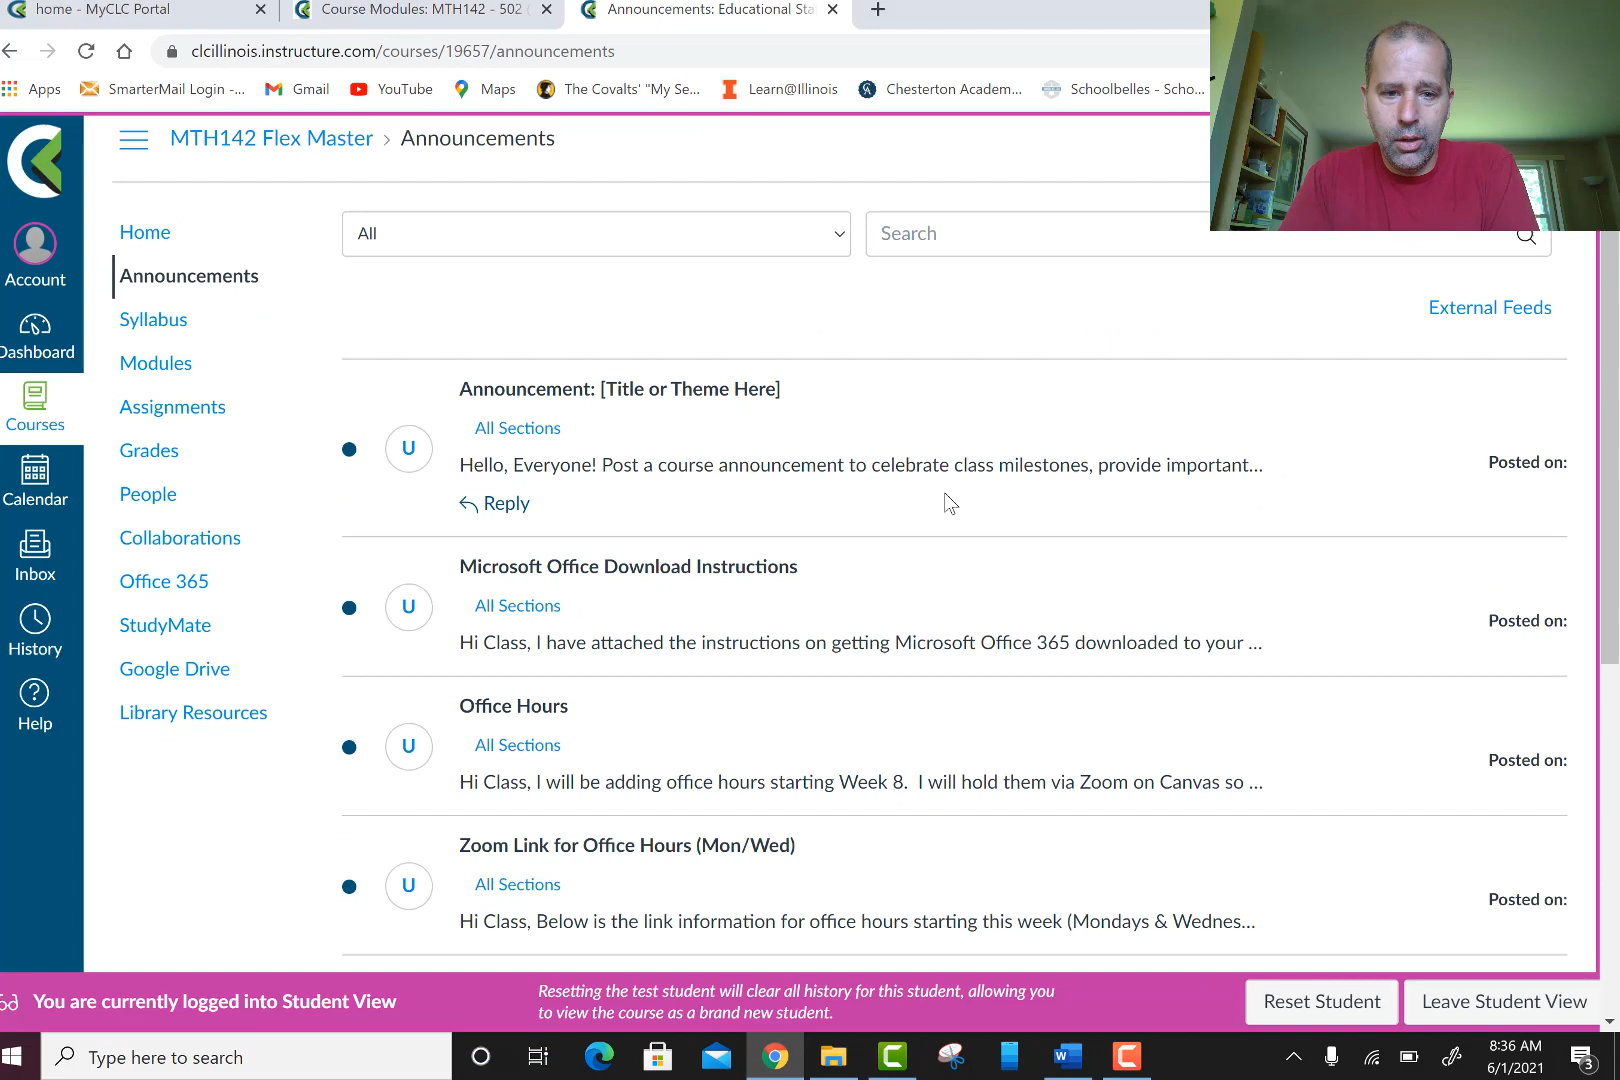 home - MyCLC Portal
Course Modules: MTH142 - 502
Announcements: Educational Sta
clcillinois.instructure.com/courses/19657/announcements
Apps
SmarterMail Login -...
Gmail
YouTube
Maps
The Covalts' "My Se...
Learn@Illinois
Chesterton Academ...
Schoolbelles - Scho...
MTH142 Flex Master > Announcements
Account
Dashboard
Courses
Calendar
Inbox
History
Help
Home
Announcements
Syllabus
Modules
Assignments
Grades
People
Collaborations
Office 365
StudyMate
Google Drive
Library Resources
All
Search
External Feeds
Announcement: [Title or Theme Here]
All Sections
U
Hello, Everyone! Post a course announcement to celebrate class milestones, provide important...
Posted on:
Reply
Microsoft Office Download Instructions
All Sections
U
Hi Class, I have attached the instructions on getting Microsoft Office 365 downloaded to your ...
Posted on:
Office Hours
All Sections
U
Hi Class, I will be adding office hours starting Week 8. I will hold them via Zoom on Canvas so ...
Posted on:
Zoom Link for Office Hours (Mon/Wed)
All Sections
U
Hi Class, Below is the link information for office hours starting this week (Mondays & Wednes...
Posted on:
You are currently logged into Student View
Resetting the test student will clear all history for this student, allowing you
to view the course as a brand new student.
Reset Student
Leave Student View
Type here to search
8:36 AM
6/1/2021
3